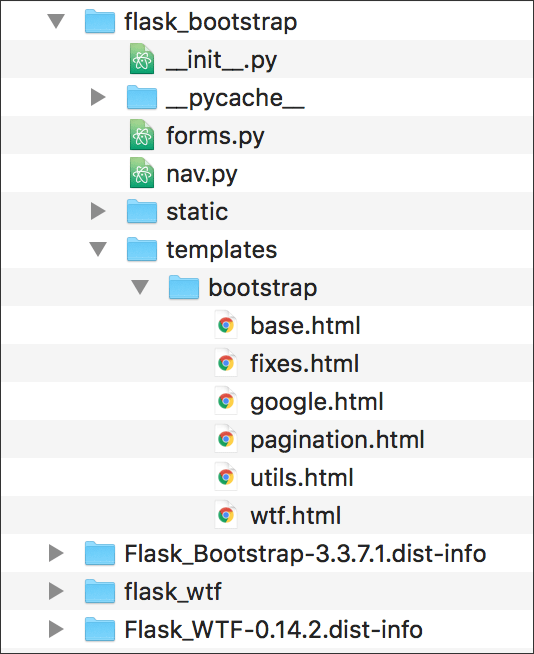 flask_bootstrap
__init__.py
__pycache__
forms.py
nav.py
static
templates
bootstrap
base.html
fixes.html
google.html
pagination.html
utils.html
wtf.html
Flask_Bootstrap-3.3.7.1.dist-info
flask_wtf
Flask_WTF-0.14.2.dist-info